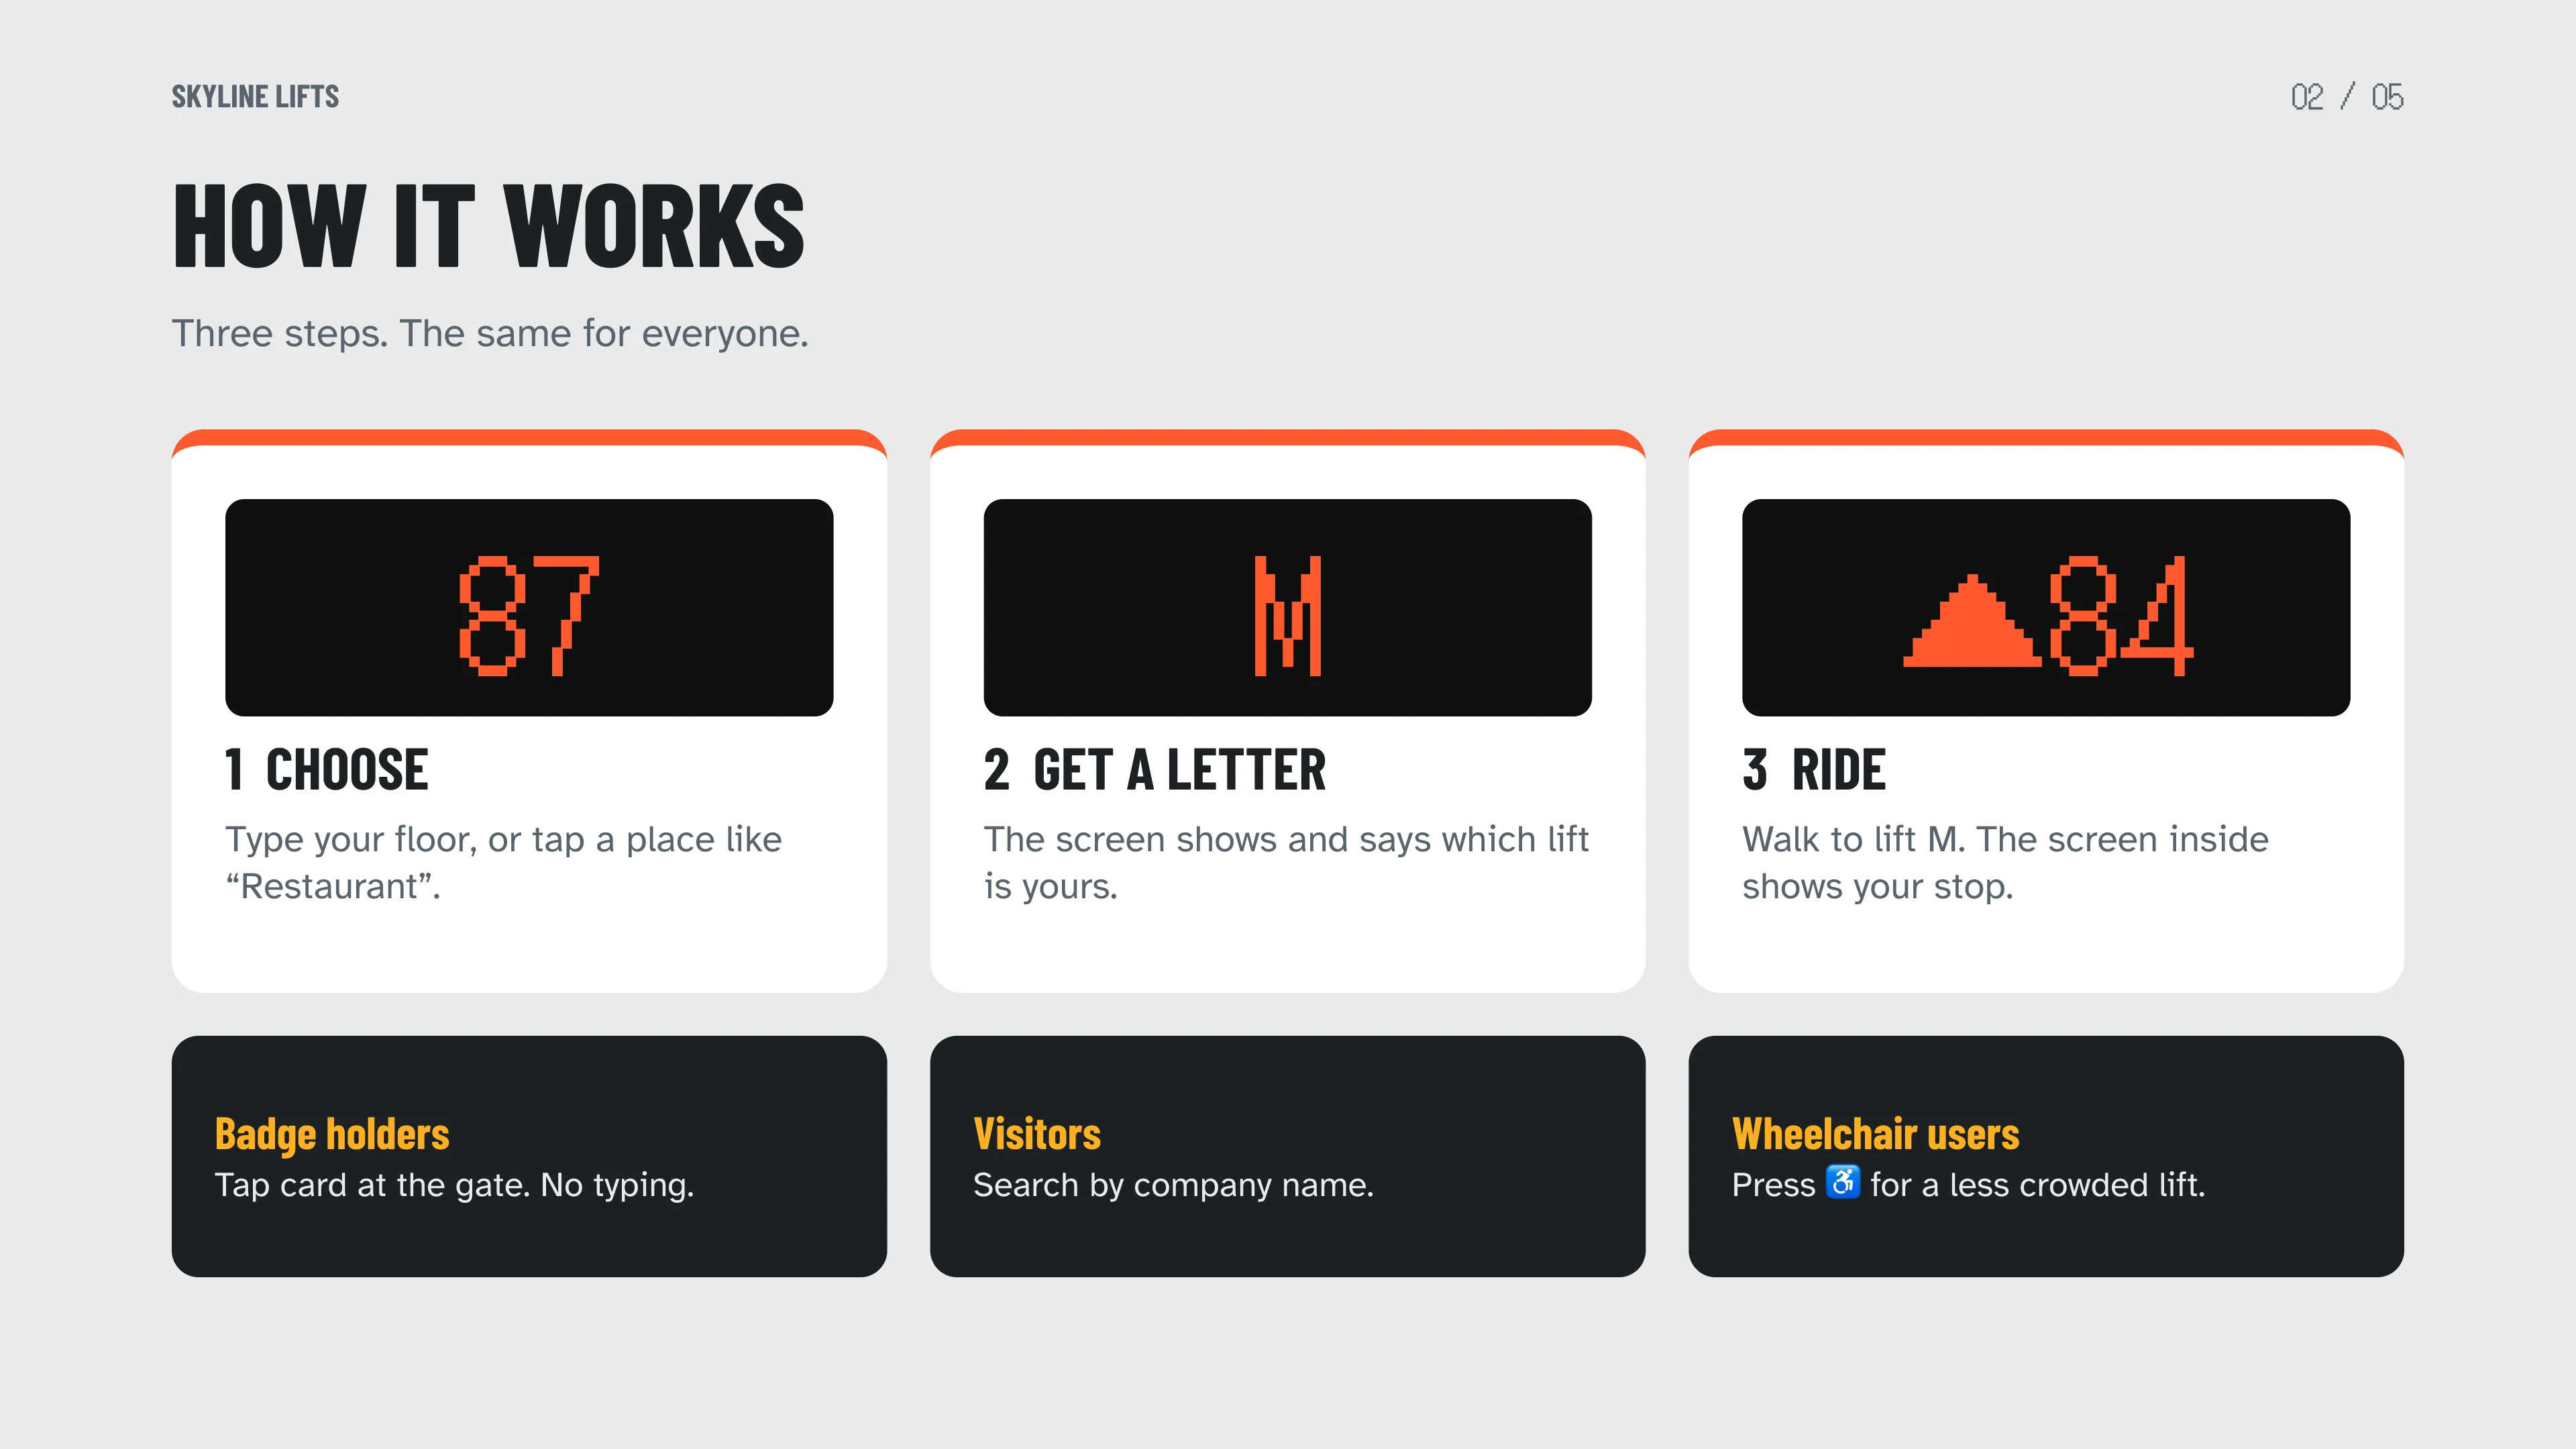 SKYLINE LIFTS
02 / 05
HOW IT WORKS
Three steps. The same for everyone.
87
1 CHOOSE
Type your floor, or tap a place like
“Restaurant”.
M
2 GET A LETTER
The screen shows and says which lift
is yours.
▲84
3 RIDE
Walk to lift M. The screen inside
shows your stop.
Badge holders
Tap card at the gate. No typing.
Visitors
Search by company name.
Wheelchair users
Press ♿ for a less crowded lift.